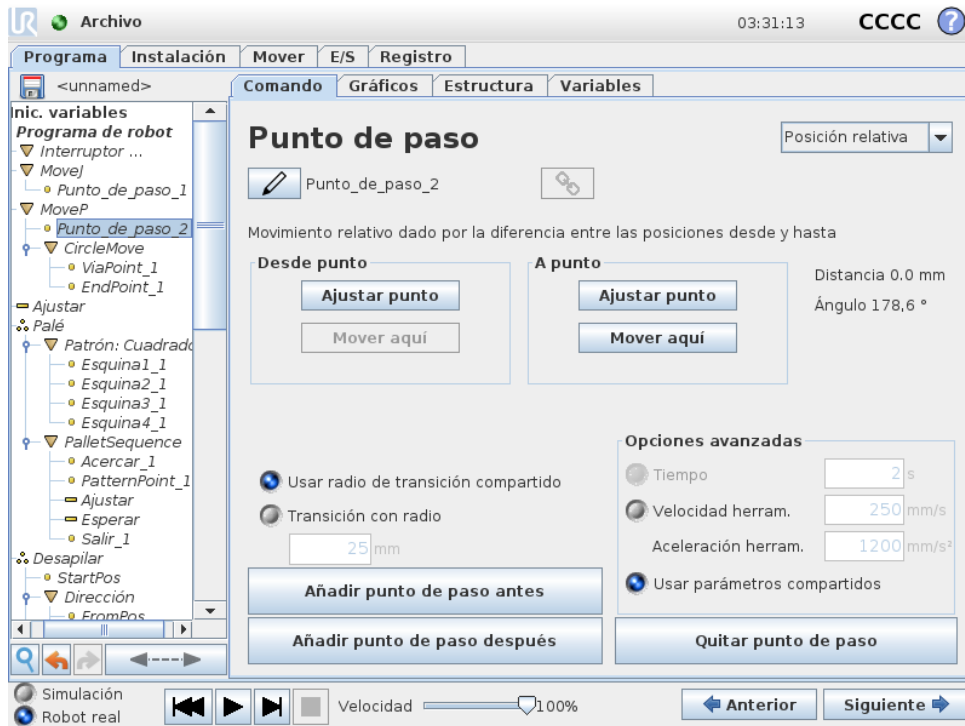 UR Archivo 03:31:13 CCCC ?
Programa Instalación Mover E/S Registro
<unnamed>
Comando Gráficos Estructura Variables
Inic. variables
Programa de robot
Interruptor ...
MoveJ
Punto_de_paso_1
MoveP
Punto_de_paso_2
CircleMove
ViaPoint_1
EndPoint_1
Ajustar
Palé
Patrón: Cuadrado
Esquina1_1
Esquina2_1
Esquina3_1
Esquina4_1
PalletSequence
Acercar_1
PatternPoint_1
Ajustar
Esperar
Salir_1
Desapilar
StartPos
Dirección
FromPos
Punto de paso
Posición relativa
Punto_de_paso_2
Movimiento relativo dado por la diferencia entre las posiciones desde y hasta
Desde punto
Ajustar punto
Mover aquí
A punto
Ajustar punto
Mover aquí
Distancia 0.0 mm
Ángulo 178,6 °
Usar radio de transición compartido
Transición con radio
25 mm
Opciones avanzadas
Tiempo 2 s
Velocidad herram. 250 mm/s
Aceleración herram. 1200 mm/s²
Usar parámetros compartidos
Añadir punto de paso antes
Añadir punto de paso después
Quitar punto de paso
Simulación
Robot real
Velocidad 100%
Anterior
Siguiente